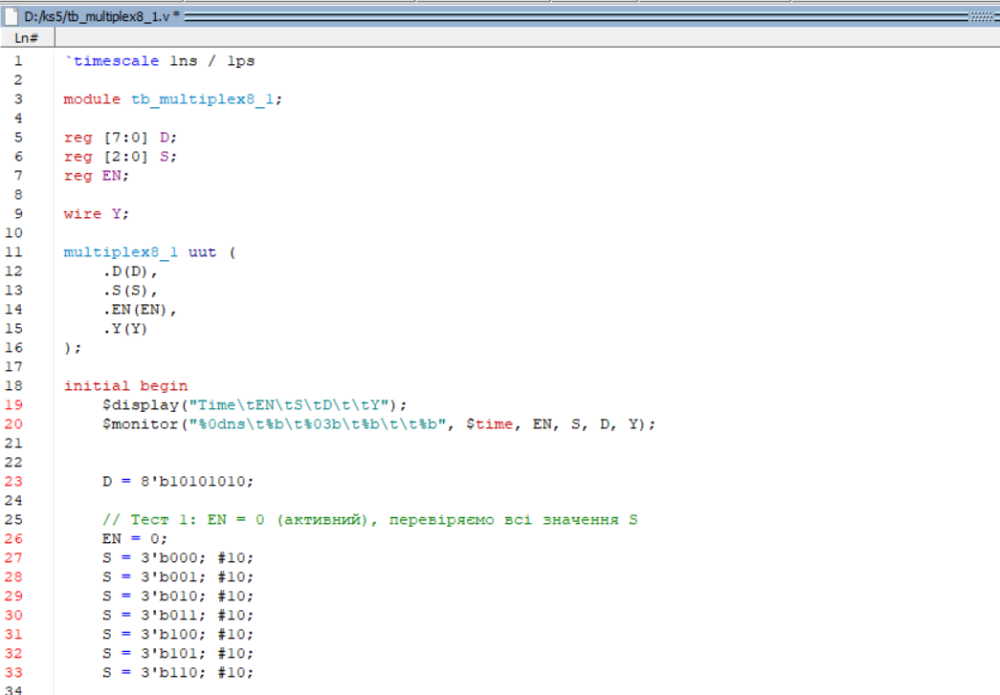 D:/ks5/tb_multiplex8_1.v *
Ln#
1 `timescale 1ns / 1ps
2
3 module tb_multiplex8_1;
4
5 reg [7:0] D;
6 reg [2:0] S;
7 reg EN;
8
9 wire Y;
10
11 multiplex8_1 uut (
12 .D(D),
13 .S(S),
14 .EN(EN),
15 .Y(Y)
16 );
17
18 initial begin
19 $display("Time\tEN\tS\tD\t\tY");
20 $monitor("%0dns\t%b\t%03b\t%b\t\t%b", $time, EN, S, D, Y);
21
22
23 D = 8'b10101010;
24
25 // Тест 1: EN = 0 (активний), перевіряємо всі значення S
26 EN = 0;
27 S = 3'b000; #10;
28 S = 3'b001; #10;
29 S = 3'b010; #10;
30 S = 3'b011; #10;
31 S = 3'b100; #10;
32 S = 3'b101; #10;
33 S = 3'b110; #10;
34